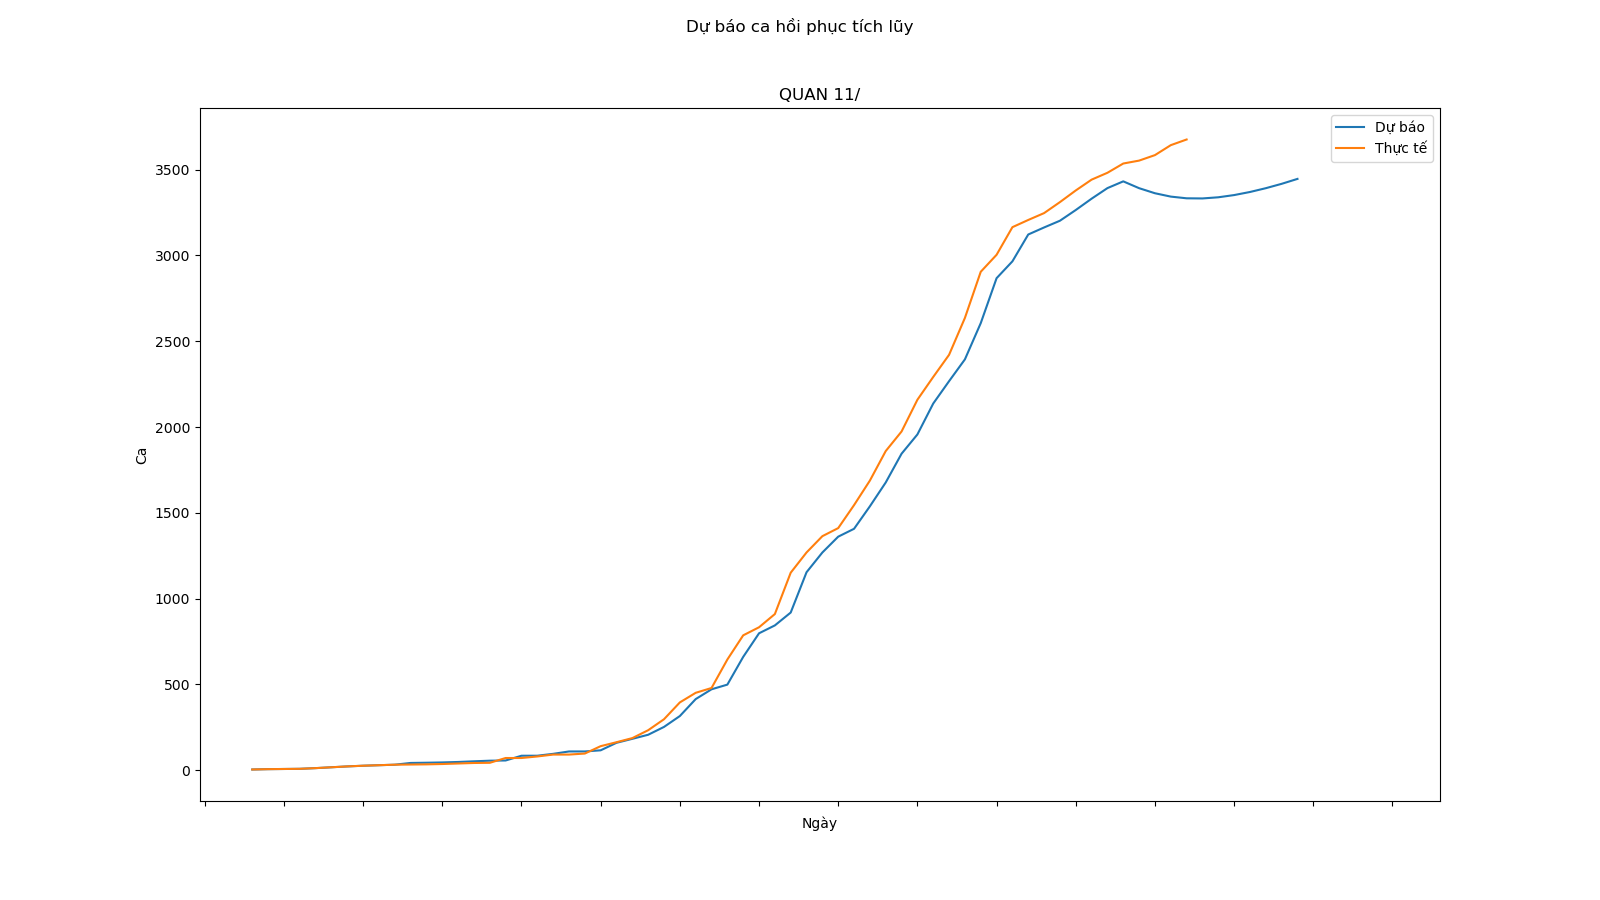 Dự báo ca hồi phục tích lũy
QUAN 11/
Dự báo
Thực tế
3500
3000
2500
2000
1500
1000
500
0
Ca
Ngày